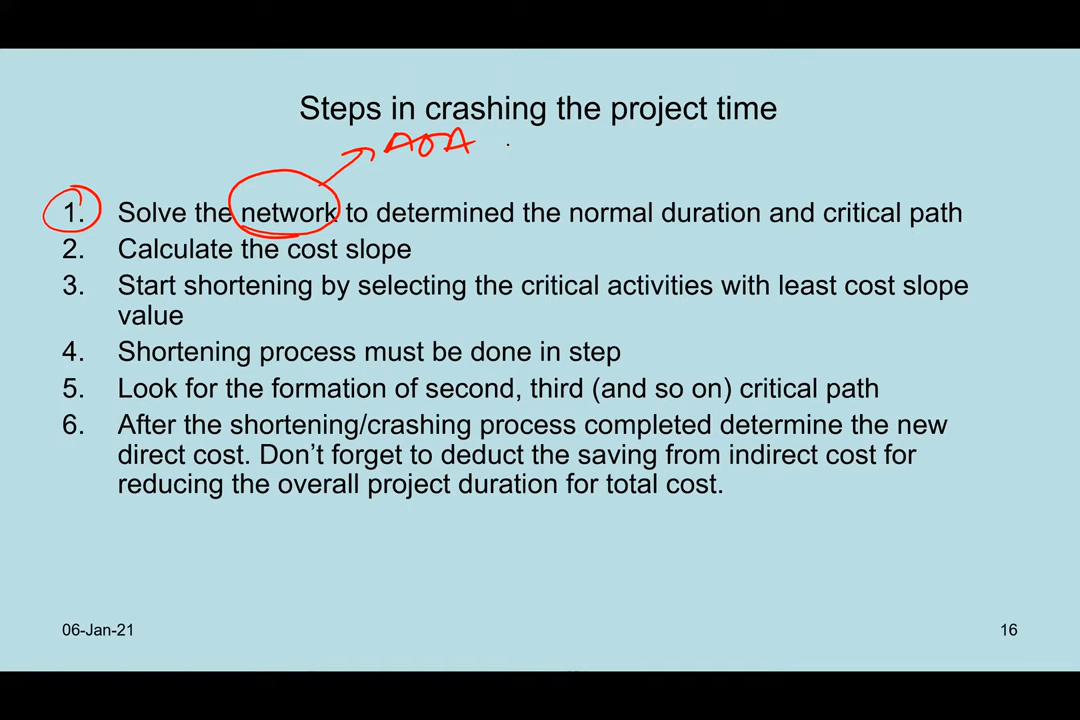 Steps in crashing the project time
AOA
1. Solve the network to determined the normal duration and critical path
2. Calculate the cost slope
3. Start shortening by selecting the critical activities with least cost slope
value
4. Shortening process must be done in step
5. Look for the formation of second, third (and so on) critical path
6. After the shortening/crashing process completed determine the new
direct cost. Don’t forget to deduct the saving from indirect cost for
reducing the overall project duration for total cost.
06-Jan-21
16